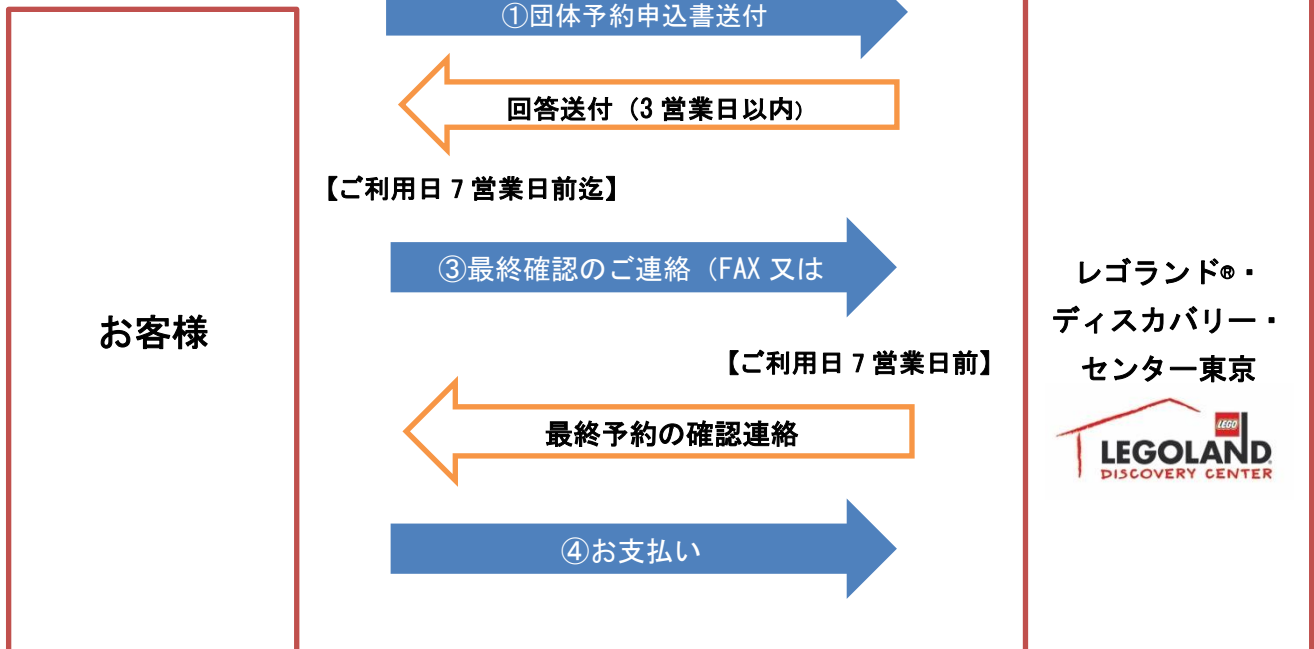 ①団体予約申込書送付
回答送付（3 営業日以内）
【ご利用日 7 営業日前迄】
③最終確認のご連絡（FAX 又は
【ご利用日 7 営業日前】
最終予約の確認連絡
④お支払い
お客様
レゴランド®・
ディスカバリー・
センター東京
LEGO
LEGOLAND
DISCOVERY CENTER